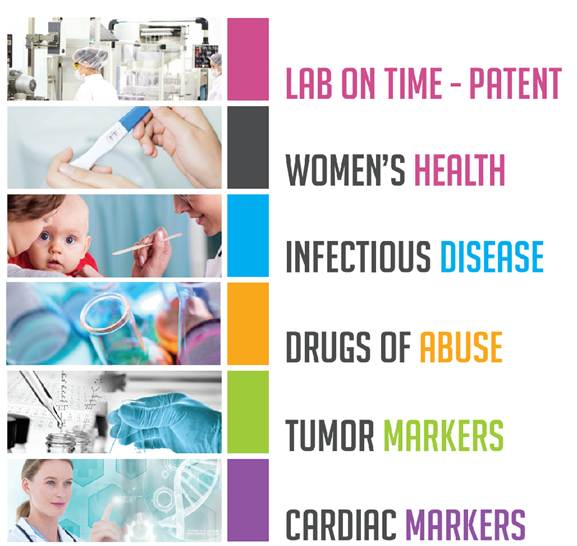 LAB ON TIME - PATENT
WOMEN'S HEALTH
INFECTIOUS DISEASE
DRUGS OF ABUSE
TUMOR MARKERS
CARDIAC MARKERS